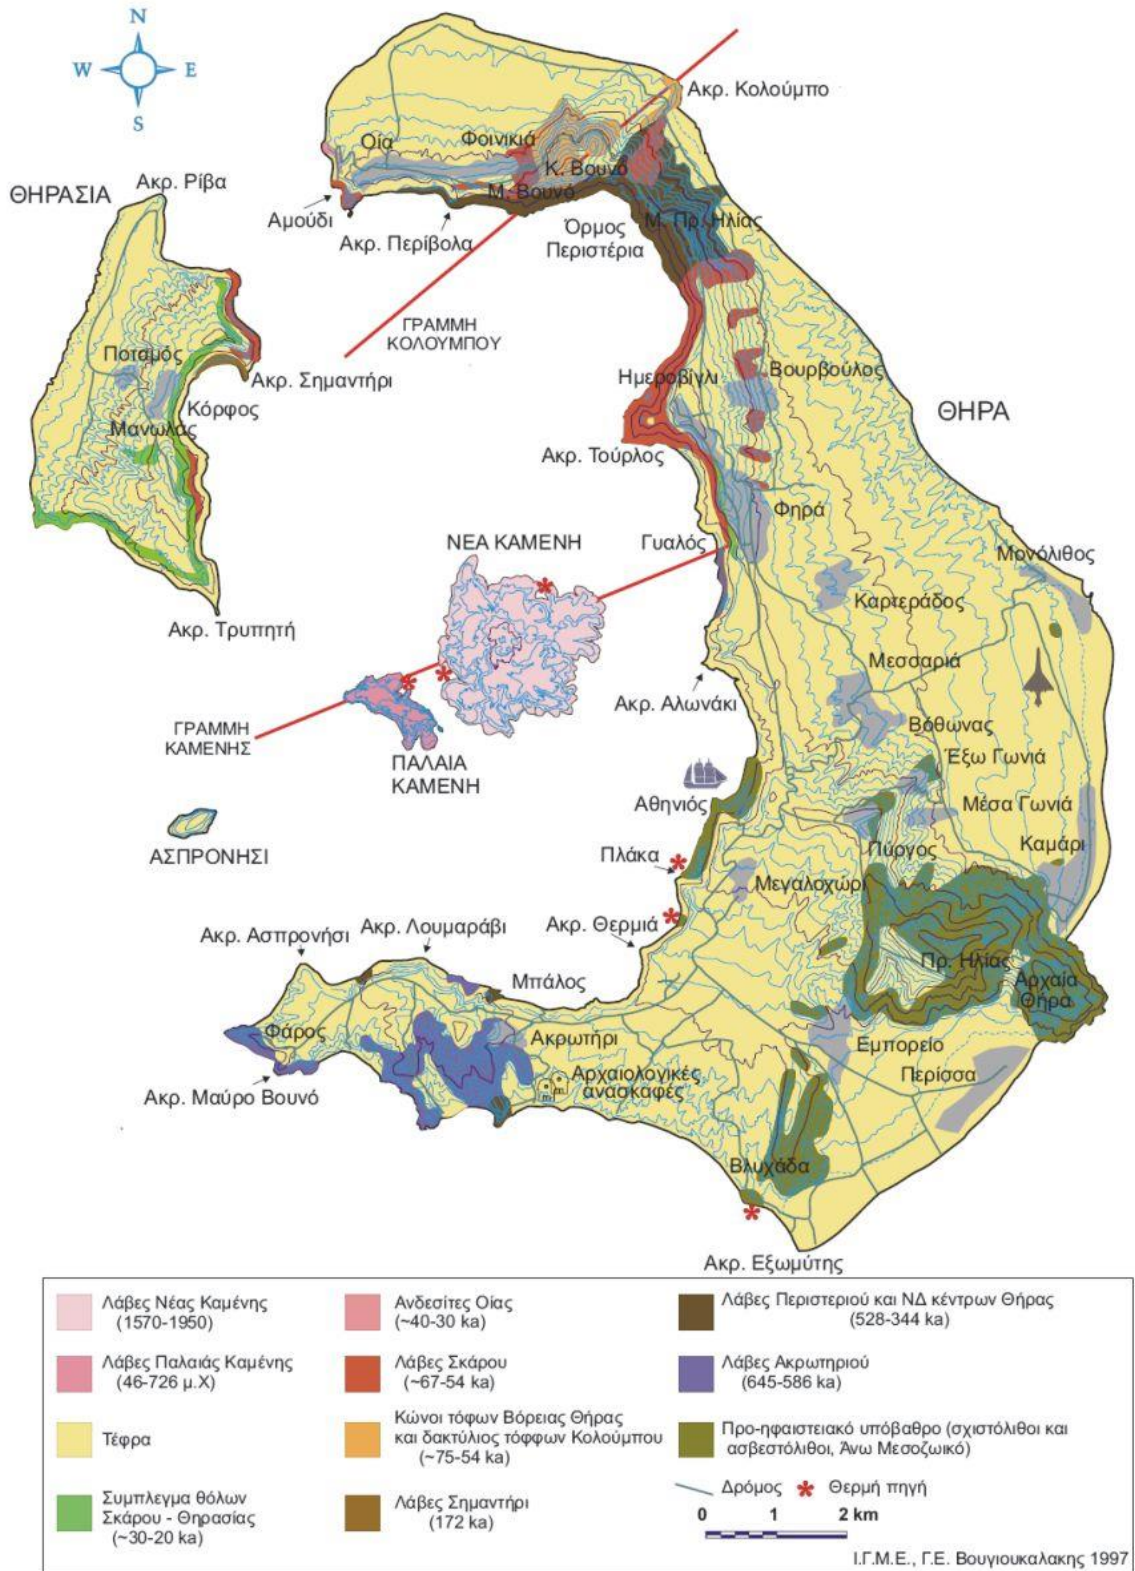 N
W
E
S
Ακρ. Κολούμπο
Οία
Φοινικιά
Κ. Βουνό
Μ. Βουνό
Μ. Πρ. Ηλίας
ΘΗΡΑΣΙΑ
Ακρ. Ρίβα
Αμούδι
Ακρ. Περίβολα
Όρμος
Περιστέρια
ΓΡΑΜΜΗ
ΚΟΛΟΥΜΠΟΥ
Ποταμός
Ακρ. Σημαντήρι
Κόρφος
Μανωλάς
Ημεροβίγλι
Βουρβούλος
ΘΗΡΑ
Ακρ. Τούρλος
Φηρά
Γυαλός
ΝΕΑ ΚΑΜΕΝΗ
Μονόλιθος
Καρτεράδος
Ακρ. Τρυπητή
Μεσσαριά
Ακρ. Αλωνάκι
ΓΡΑΜΜΗ
ΚΑΜΕΝΗΣ
ΠΑΛΑΙΑ
ΚΑΜΕΝΗ
Βόθωνας
Έξω Γωνιά
Αθηνιός
Μέσα Γωνιά
ΑΣΠΡΟΝΗΣΙ
Πλάκα
Πύργος
Καμάρι
Μεγαλοχώρι
Ακρ. Θερμιά
Ακρ. Ασπρονήσι
Ακρ. Λουμαράβι
Μπάλος
Πρ. Ηλίας
Αρχαία
Θήρα
Φάρος
Ακρωτήρι
Εμπορείο
Περίσσα
Ακρ. Μαύρο Βουνό
Αρχαιολογικές
ανασκαφές
Βλυχάδα
Ακρ. Εξωμύτης
Λάβες Νέας Καμένης
(1570-1950)
Λάβες Παλαιάς Καμένης
(46-726 μ.Χ)
Τέφρα
Συμπλεγμα θόλων
Σκάρου - Θηρασίας
(~30-20 ka)
Ανδεσίτες Οίας
(~40-30 ka)
Λάβες Σκάρου
(~67-54 ka)
Κώνοι τόφων Βόρειας Θήρας
και δακτύλιος τόφφων Κολούμπου
(~75-54 ka)
Λάβες Σημαντήρι
(172 ka)
Λάβες Περιστεριού και ΝΔ κέντρων Θήρας
(528-344 ka)
Λάβες Ακρωτηριού
(645-586 ka)
Προ-ηφαιστειακό υπόβαθρο (σχιστόλιθοι και
ασβεστόλιθοι, Άνω Μεσοζωικό)
Δρόμος
Θερμή πηγή
0 1 2 km
Ι.Γ.Μ.Ε., Γ.Ε. Βουγιουκαλακης 1997